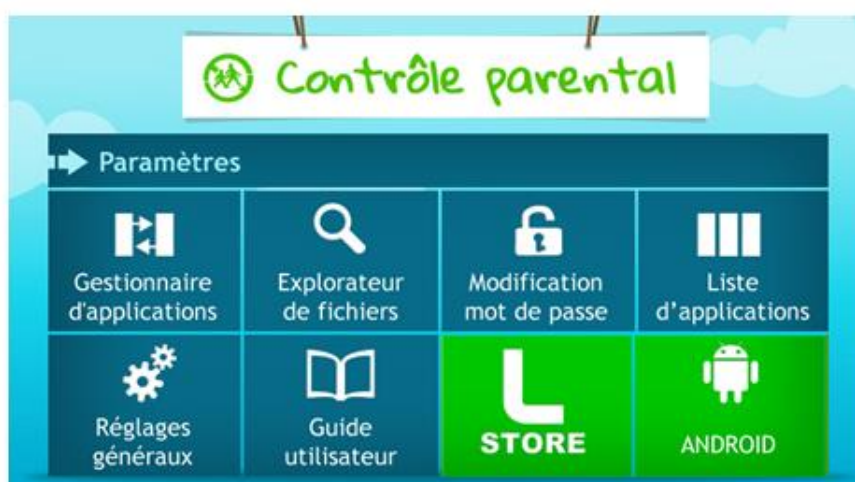 Contrôle parental
Paramètres
Gestionnaire
d'applications
Explorateur
de fichiers
Modification
mot de passe
Liste
d’applications
Réglages
généraux
Guide
utilisateur
L
STORE
ANDROID